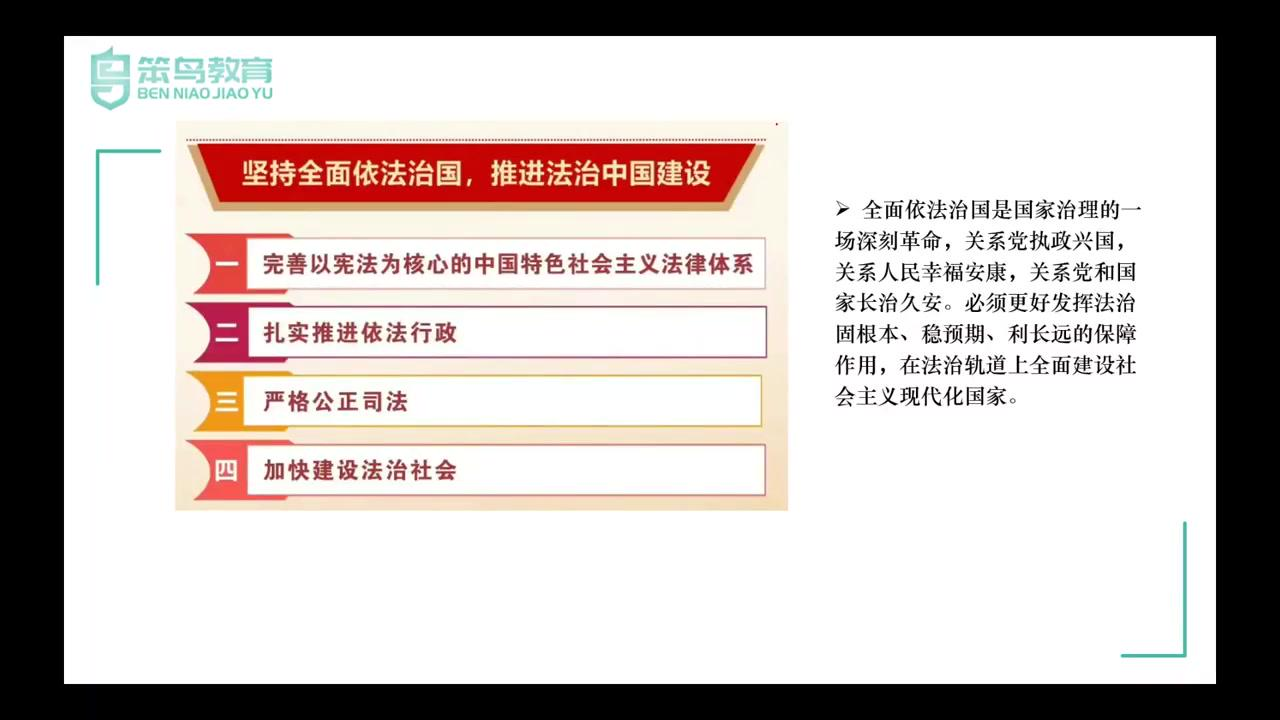 笨鸟教育
BEN NIAO JIAO YU
坚持全面依法治国，推进法治中国建设
一 完善以宪法为核心的中国特色社会主义法律体系
二 扎实推进依法行政
三 严格公正司法
四 加快建设法治社会
➢ 全面依法治国是国家治理的一
场深刻革命，关系党执政兴国，
关系人民幸福安康，关系党和国
家长治久安。必须更好发挥法治
固根本、稳预期、利长远的保障
作用，在法治轨道上全面建设社
会主义现代化国家。